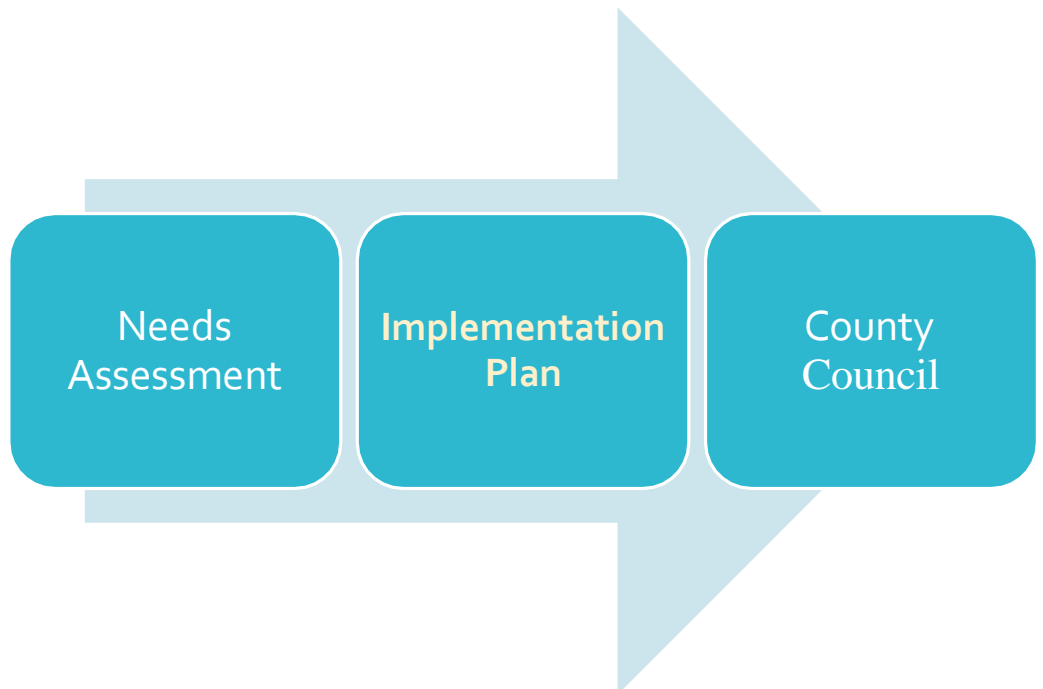 Needs
Assessment
Implementation
Plan
County
Council